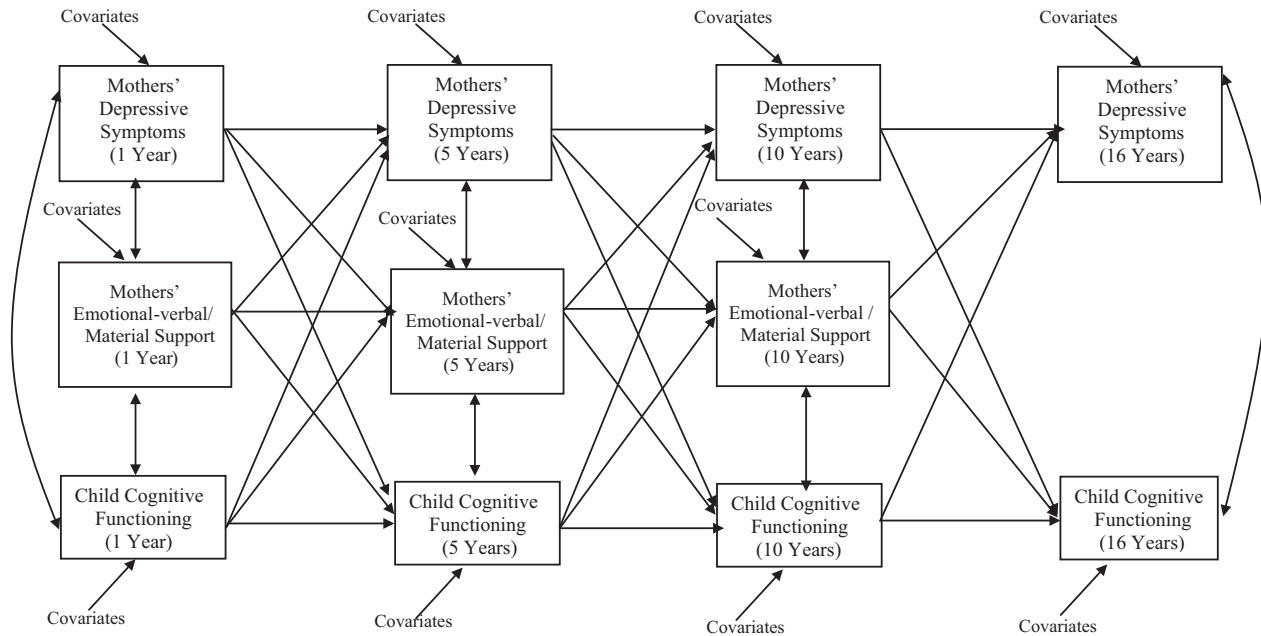 Covariates
Covariates
Covariates
Covariates
Mothers'
Depressive
Symptoms
(1 Year)
Mothers'
Depressive
Symptoms
(5 Years)
Mothers'
Depressive
Symptoms
(10 Years)
Mothers'
Depressive
Symptoms
(16 Years)
Covariates
Covariates
Covariates
Mothers'
Emotional-verbal/
Material Support
(1 Year)
Mothers'
Emotional-verbal/
Material Support
(5 Years)
Mothers'
Emotional-verbal /
Material Support
(10 Years)
Child Cognitive
Functioning
(1 Year)
Child Cognitive
Functioning
(5 Years)
Child Cognitive
Functioning
(10 Years)
Child Cognitive
Functioning
(16 Years)
Covariates
Covariates
Covariates
Covariates